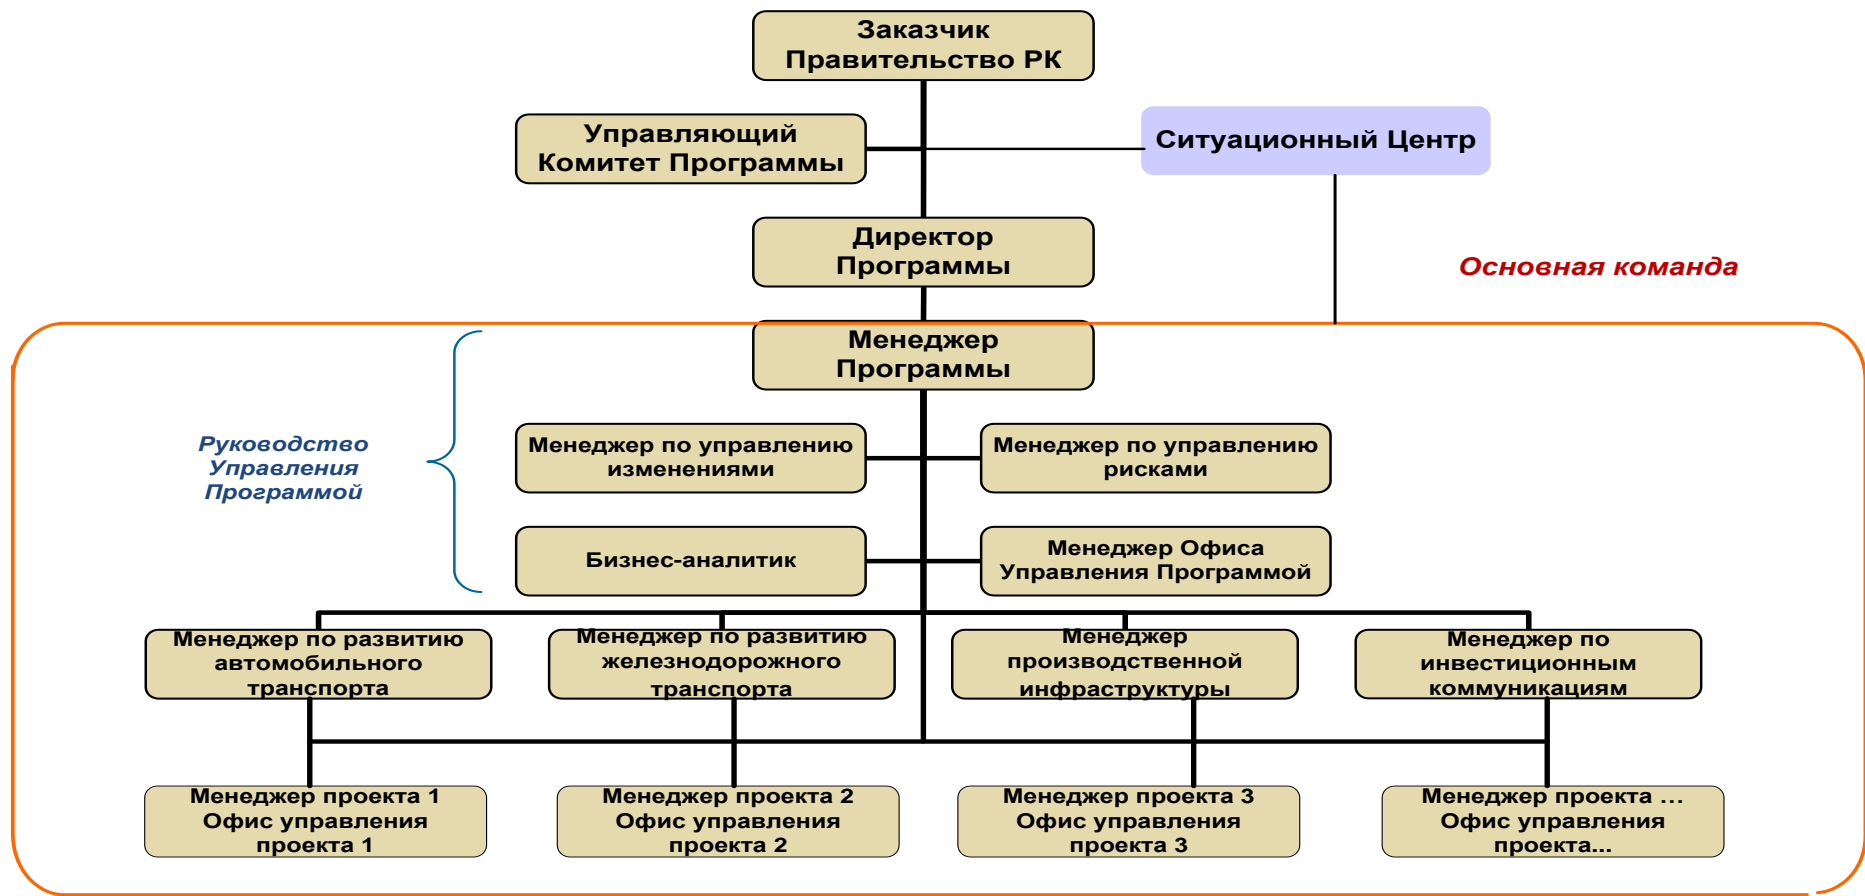 Заказчик
Правительство РК
Управляющий
Комитет Программы
Ситуационный Центр
Директор
Программы
Основная команда
Менеджер
Программы
Руководство
Управления
Программой
Менеджер по управлению
изменениями
Менеджер по управлению
рисками
Бизнес-аналитик
Менеджер Офиса
Управления Программой
Менеджер по развитию
автомобильного
транспорта
Менеджер по развитию
железнодорожного
транспорта
Менеджер
производственной
инфраструктуры
Менеджер по
инвестиционным
коммуникациям
Менеджер проекта 1
Офис управления
проекта 1
Менеджер проекта 2
Офис управления
проекта 2
Менеджер проекта 3
Офис управления
проекта 3
Менеджер проекта …
Офис управления
проекта...